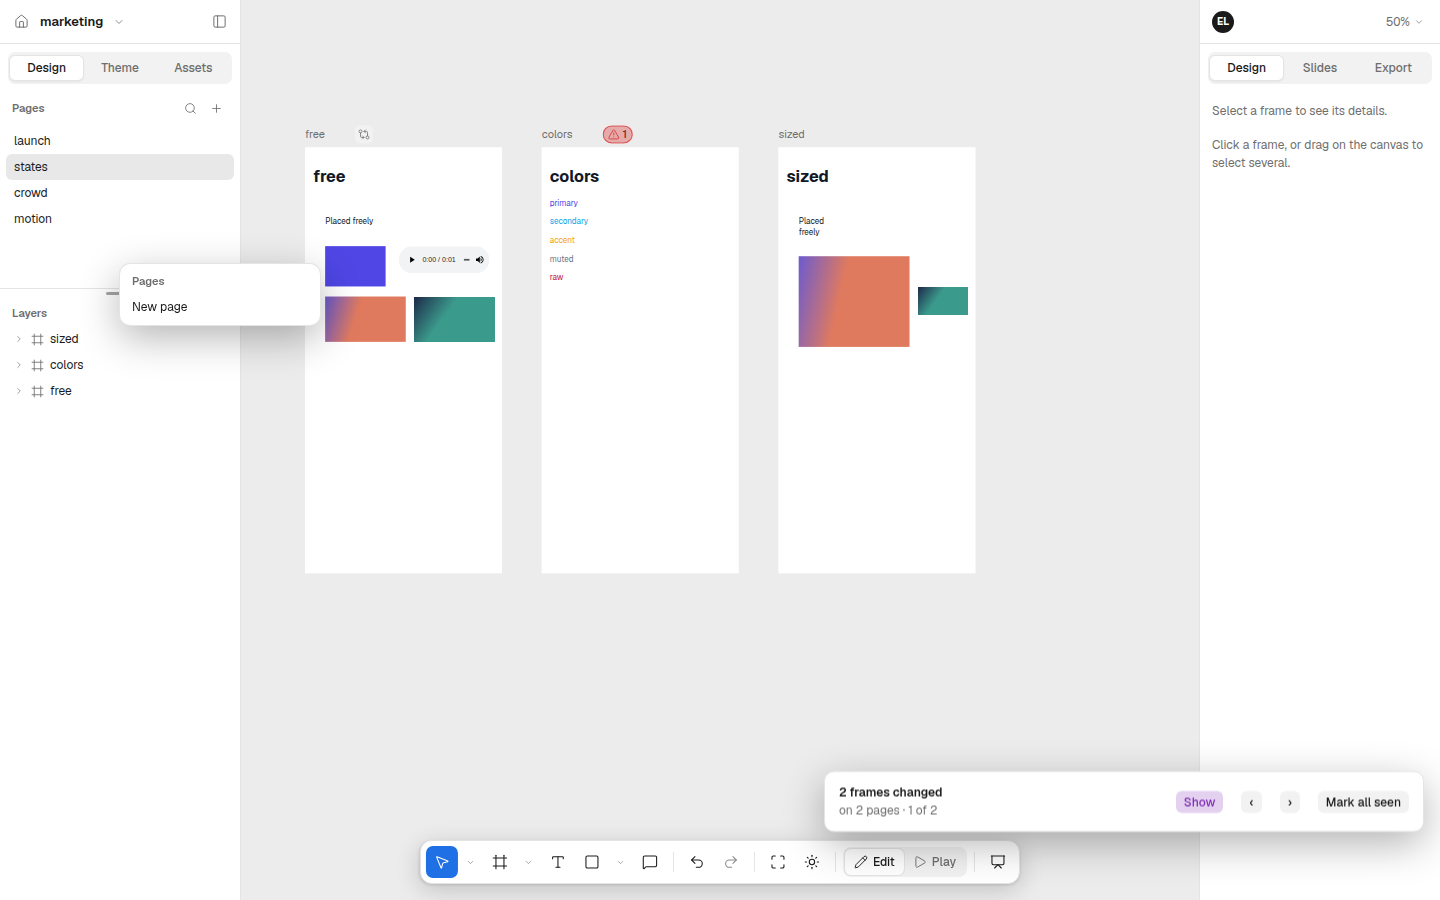 marketing
Design
Theme
Assets
Pages
launch
states
crowd
motion
Pages
New page
Layers
sized
colors
free
free
free
Placed freely
0:00 / 0:01
colors
1
colors
primary
secondary
accent
muted
raw
sized
sized
Placed
freely
EL
50%
Design
Slides
Export
Select a frame to see its details.
Click a frame, or drag on the canvas to
select several.
2 frames changed
on 2 pages · 1 of 2
Show
‹
›
Mark all seen
Edit
Play